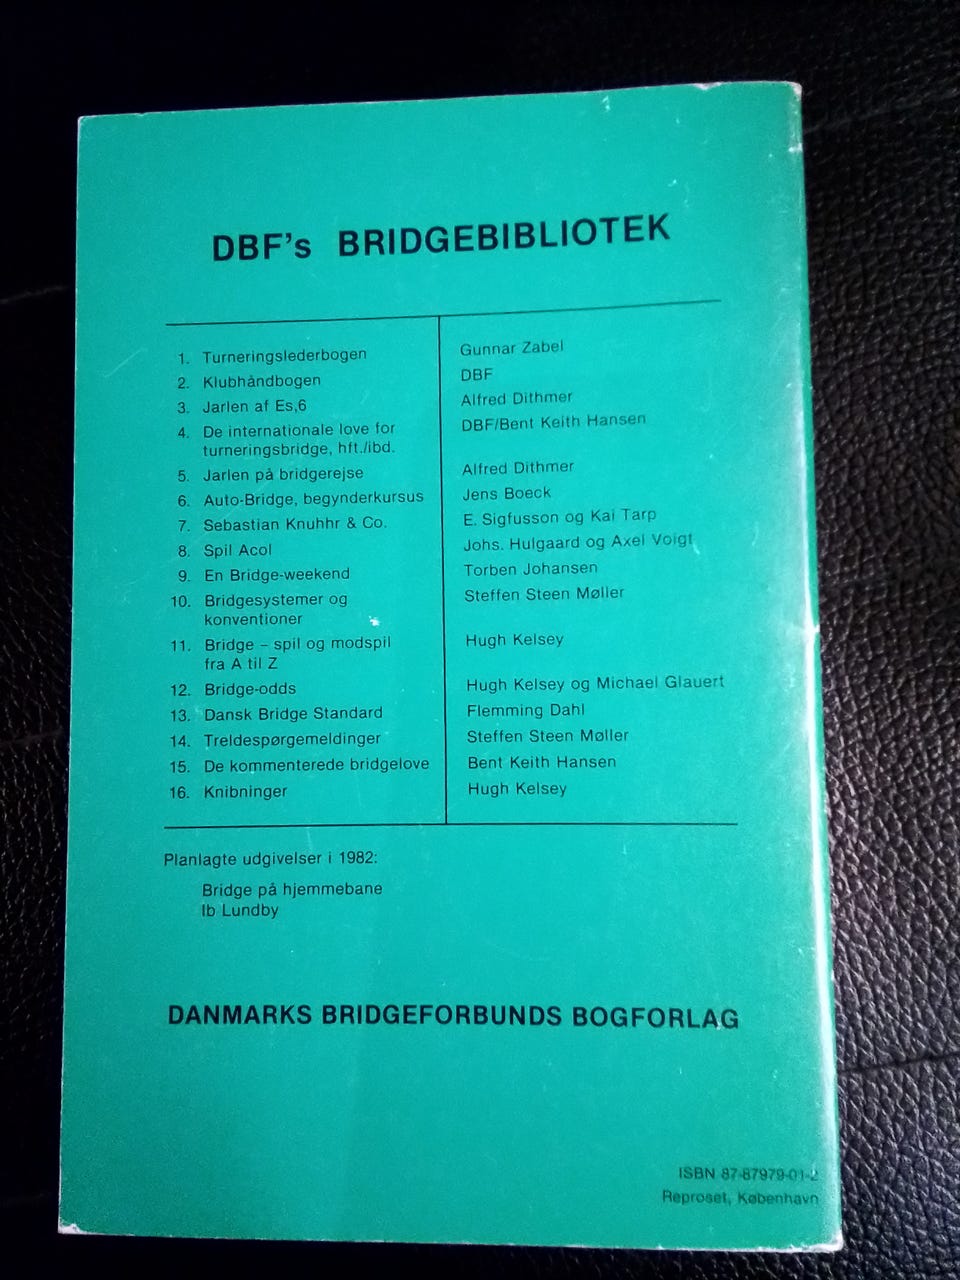 DBF's BRIDGEBIBLIOTEK
1. Turneringslederbogen Gunnar Zabel
2. Klubhåndbogen DBF
3. Jarlen af Es,6 Alfred Dithmer
4. De internationale love for DBF/Bent Keith Hansen
turneringsbridge, hft./ibd.
5. Jarlen på bridgerejse Alfred Dithmer
6. Auto-Bridge, begynderkursus Jens Boeck
7. Sebastian Knuhhr & Co. E. Sigfusson og Kai Tarp
8. Spil Acol Johs. Hulgaard og Axel Voigt
9. En Bridge-weekend Torben Johansen
10. Bridgesystemer og Steffen Steen Møller
konventioner
11. Bridge – spil og modspil Hugh Kelsey
fra A til Z
12. Bridge-odds Hugh Kelsey og Michael Glauert
13. Dansk Bridge Standard Flemming Dahl
14. Treldespørgemeldinger Steffen Steen Møller
15. De kommenterede bridgelove Bent Keith Hansen
16. Knibninger Hugh Kelsey
Planlagte udgivelser i 1982:
Bridge på hjemmebane
Ib Lundby
DANMARKS BRIDGEFORBUNDS BOGFORLAG
ISBN 87-87979-01-2
Reproset, København